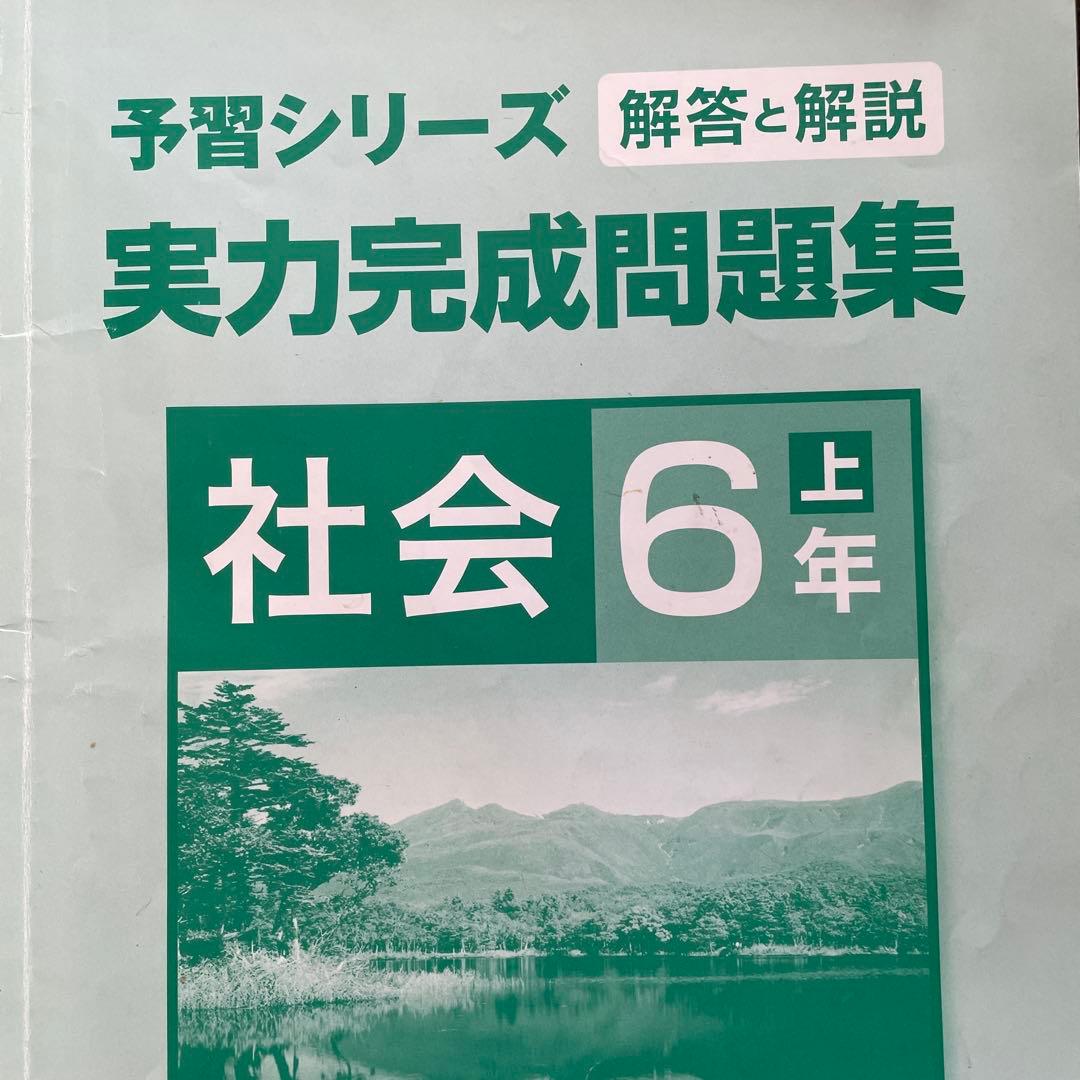 予習シリーズ 解答と解説
実力完成問題集
社会 6年 上